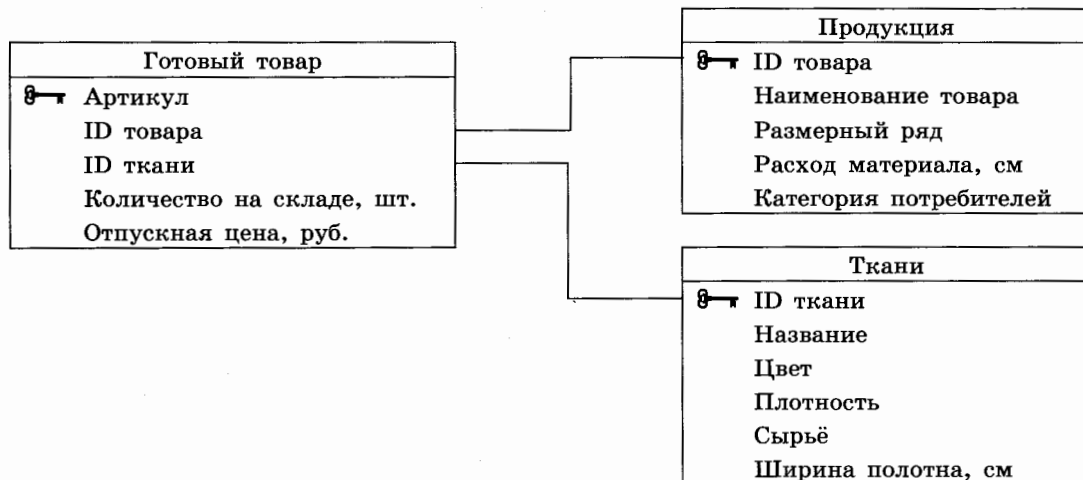 Готовый товар
Артикул
ID товара
ID ткани
Количество на складе, шт.
Отпускная цена, руб.
Продукция
ID товара
Наименование товара
Размерный ряд
Расход материала, см
Категория потребителей
Ткани
ID ткани
Название
Цвет
Плотность
Сырьё
Ширина полотна, см